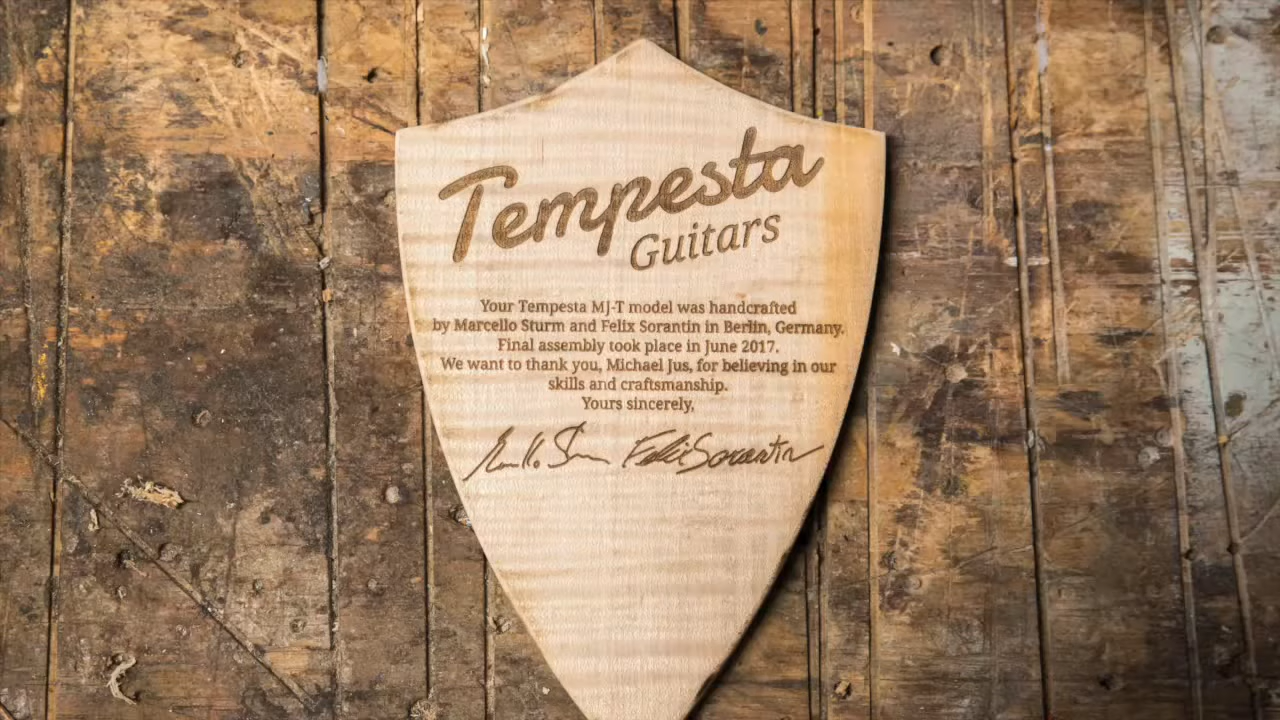 Tempesta
Guitars
Your Tempesta MJ-T model was handcrafted
by Marcello Sturm and Felix Sorantin in Berlin, Germany.
Final assembly took place in June 2017.
We want to thank you, Michael Jus, for believing in our
skills and craftsmanship.
Yours sincerely,
Felix Sorantin